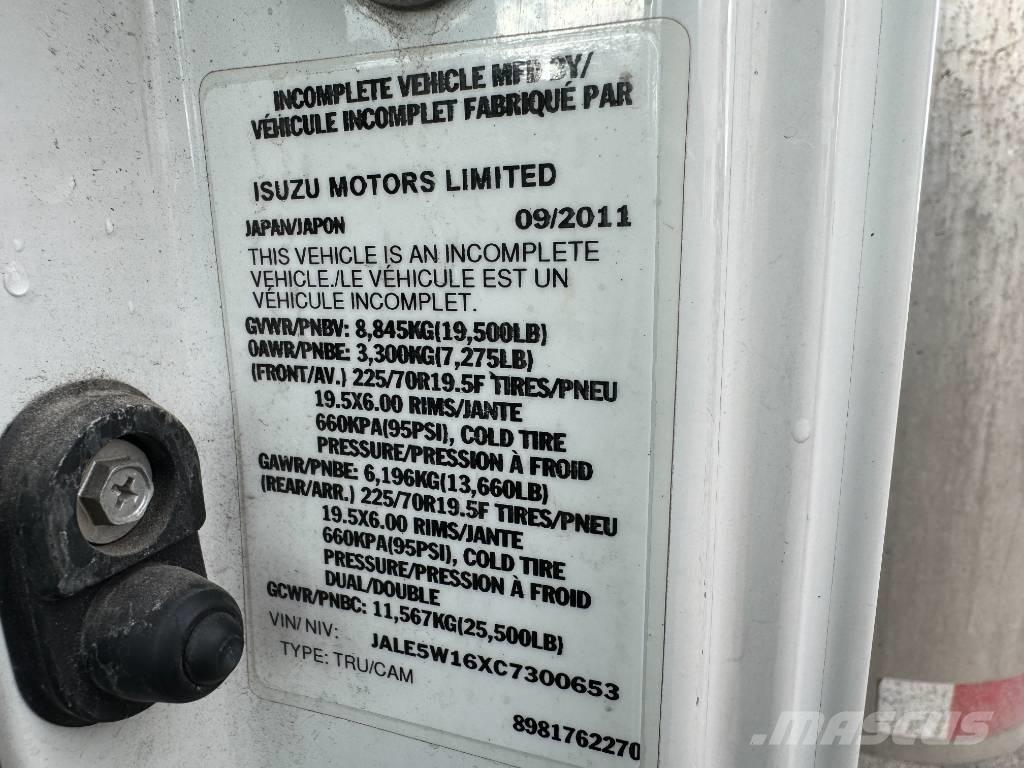 INCOMPLETE VEHICLE MFD BY/
VÉHICULE INCOMPLET FABRIQUÉ PAR
ISUZU MOTORS LIMITED
JAPAN/JAPON 09/2011
THIS VEHICLE IS AN INCOMPLETE
VEHICLE./LE VÉHICULE EST UN
VÉHICULE INCOMPLET.
GVWR/PNBV: 8,845KG(19,500LB)
OAWR/PNBE: 3,300KG(7,275LB)
(FRONT/AV.) 225/70R19.5F TIRES/PNEU
19.5X6.00 RIMS/JANTE
660KPA(95PSI), COLD TIRE
PRESSURE/PRESSION À FROID
GAWR/PNBE: 6,196KG(13,660LB)
(REAR/ARR.) 225/70R19.5F TIRES/PNEU
19.5X6.00 RIMS/JANTE
660KPA(95PSI), COLD TIRE
PRESSURE/PRESSION À FROID
DUAL/DOUBLE
GCWR/PNBC: 11,567KG(25,500LB)
VIN/ NIV: JALE5W16XC7300653
TYPE: TRU/CAM
8981762270
MASCUS